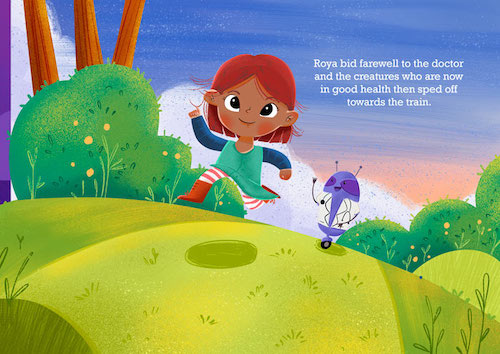 Roya bid farewell to the doctor
and the creatures who are now
in good health then sped off
towards the train.